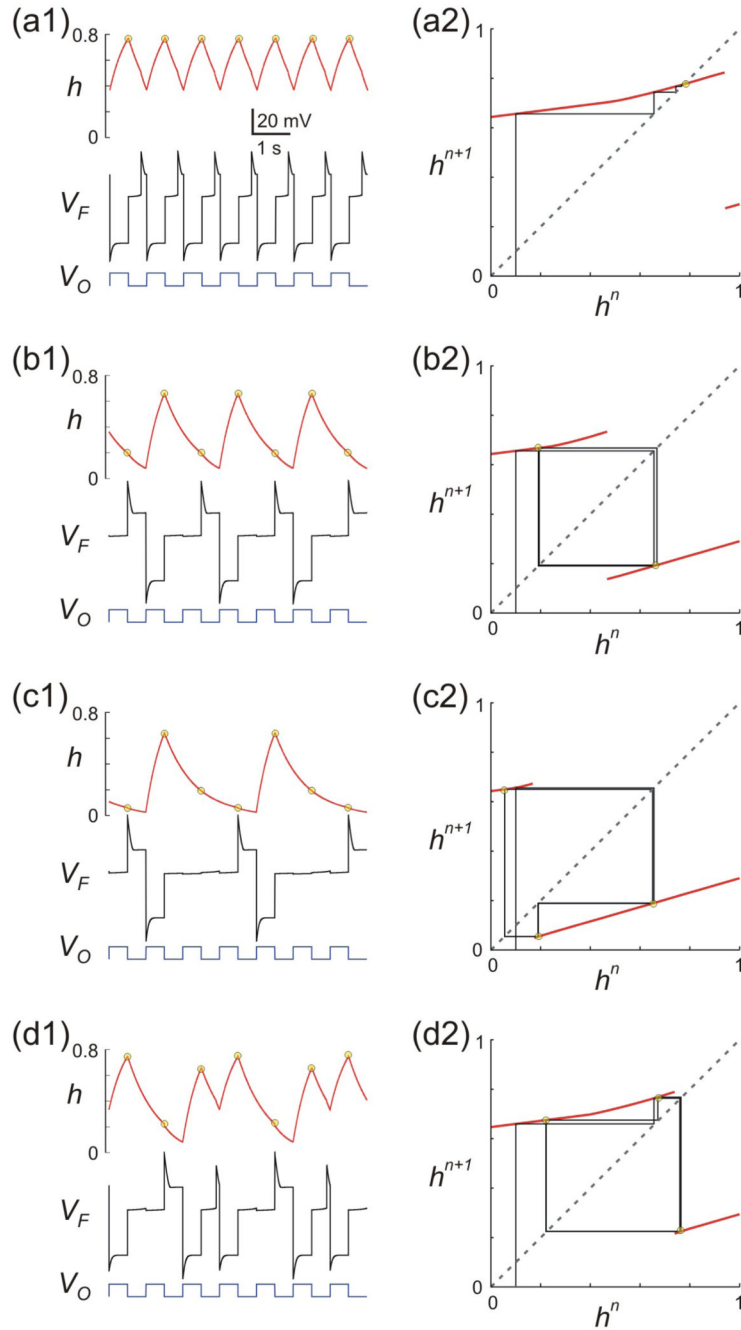 (a1)
0.8
h
0
20 mV
1 s
V_F
V_O
(a2)
1
h^{n+1}
0
0
h^n
1
(b1)
0.8
h
0
V_F
V_O
(b2)
1
h^{n+1}
0
0
h^n
1
(c1)
0.8
h
0
V_F
V_O
(c2)
1
h^{n+1}
0
0
h^n
1
(d1)
0.8
h
0
V_F
V_O
(d2)
1
h^{n+1}
0
0
h^n
1